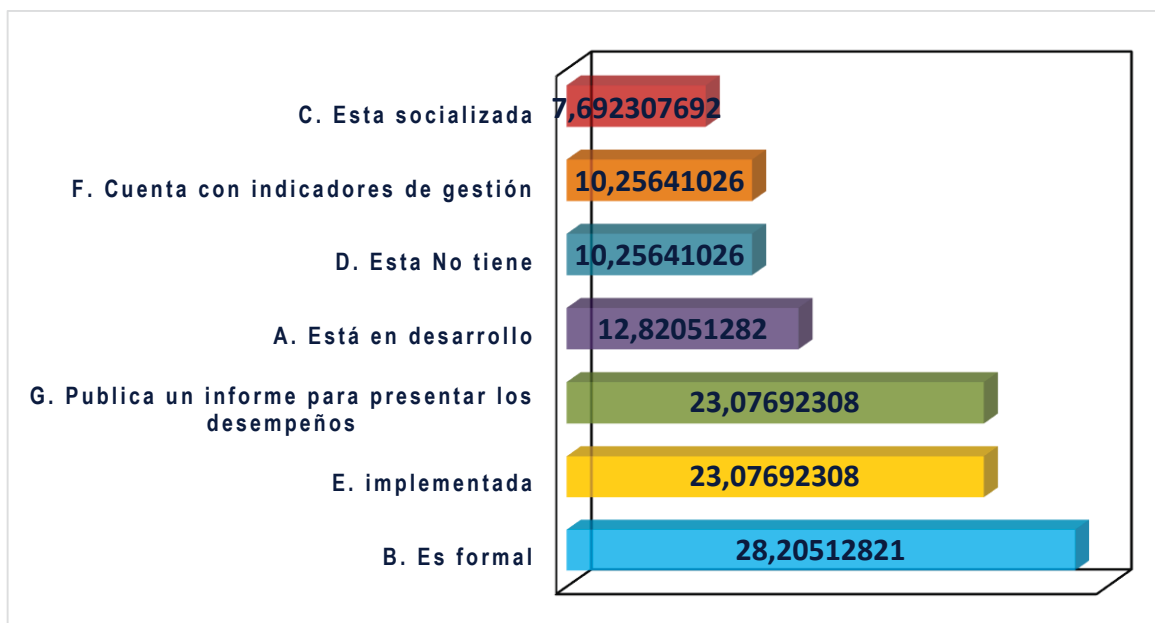 C. Esta socializada
7,692307692
F. Cuenta con indicadores de gestión
10,25641026
D. Esta No tiene
10,25641026
A. Está en desarrollo
12,82051282
G. Publica un informe para presentar los
desempeños
23,07692308
E. implementada
23,07692308
B. Es formal
28,20512821